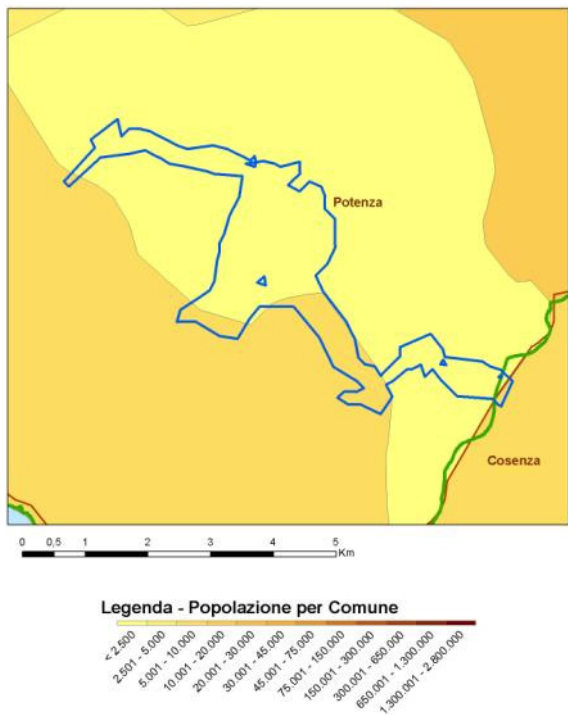 Potenza
Cosenza
0 0,5 1 2 3 4 5
Km
Legenda - Popolazione per Comune
< 2.500
2.501 - 5.000
5.001 - 10.000
10.001 - 20.000
20.001 - 30.000
30.001 - 45.000
45.001 - 75.000
75.001 - 150.000
150.001 - 300.000
300.001 - 650.000
650.001 - 1.300.000
1.300.001 - 2.800.000